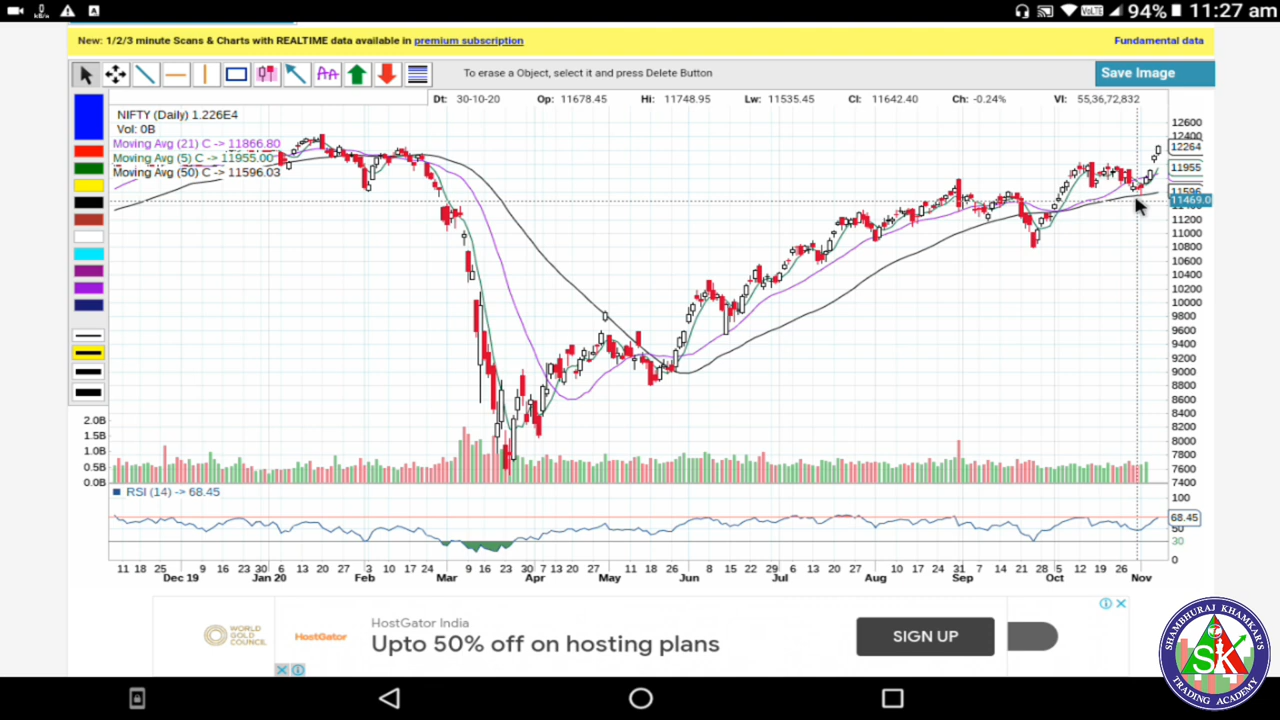 KB/s A VoLTE 94% 11:27 am
New: 1/2/3 minute Scans & Charts with REALTIME data available in premium subscription Fundamental data
To erase a Object, select it and press Delete Button Save Image
Dt: 30-10-20 Op: 11678.45 Hi: 11748.95 Lw: 11535.45 Cl: 11642.40 Ch: -0.24% Vl: 55,36,72,832
NIFTY (Daily) 1.226E4
Vol: 0B
Moving Avg (21) C -> 11866.80
Moving Avg (5) C -> 11955.00
Moving Avg (50) C -> 11596.03
12600
12400
12264
11955
11596
11469.0
11200
11000
10800
10600
10400
10200
10000
9800
9600
9400
9200
9000
8800
8600
8400
8200
8000
7800
7600
7400
2.0B
1.5B
1.0B
0.5B
0.0B
RSI (14) -> 68.45
100
68.45
50
30
0
11 18 25 16 23 30 6 13 20 27 3 10 17 24 9 16 23 30 7 13 20 27 11 18 26 8 15 22 29 6 13 20 28 10 17 24 31 7 14 21 28 5 12 19 26
Dec 19 Jan 20 Feb Mar Apr May Jun Jul Aug Sep Oct Nov
WORLD GOLD COUNCIL
HostGator
HostGator India
Upto 50% off on hosting plans
SIGN UP
SHAMBHURAJ KHAMKAR'S
SK
TRADING ACADEMY